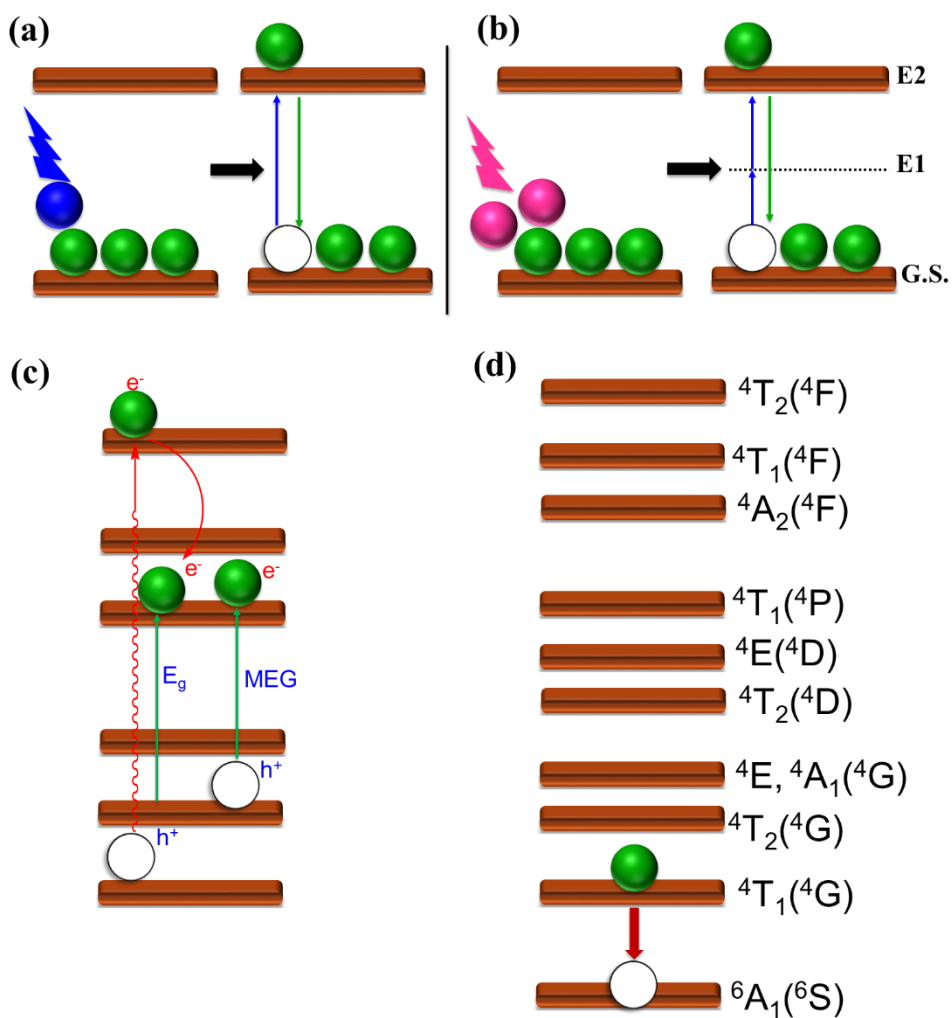 (a)
(b)
E2
E1
G.S.
(c)
e⁻
e⁻
e⁻
E₉
MEG
h⁺
h⁺
(d)
⁴T₂(⁴F)
⁴T₁(⁴F)
⁴A₂(⁴F)
⁴T₁(⁴P)
⁴E(⁴D)
⁴T₂(⁴D)
⁴E, ⁴A₁(⁴G)
⁴T₂(⁴G)
⁴T₁(⁴G)
⁶A₁(⁶S)